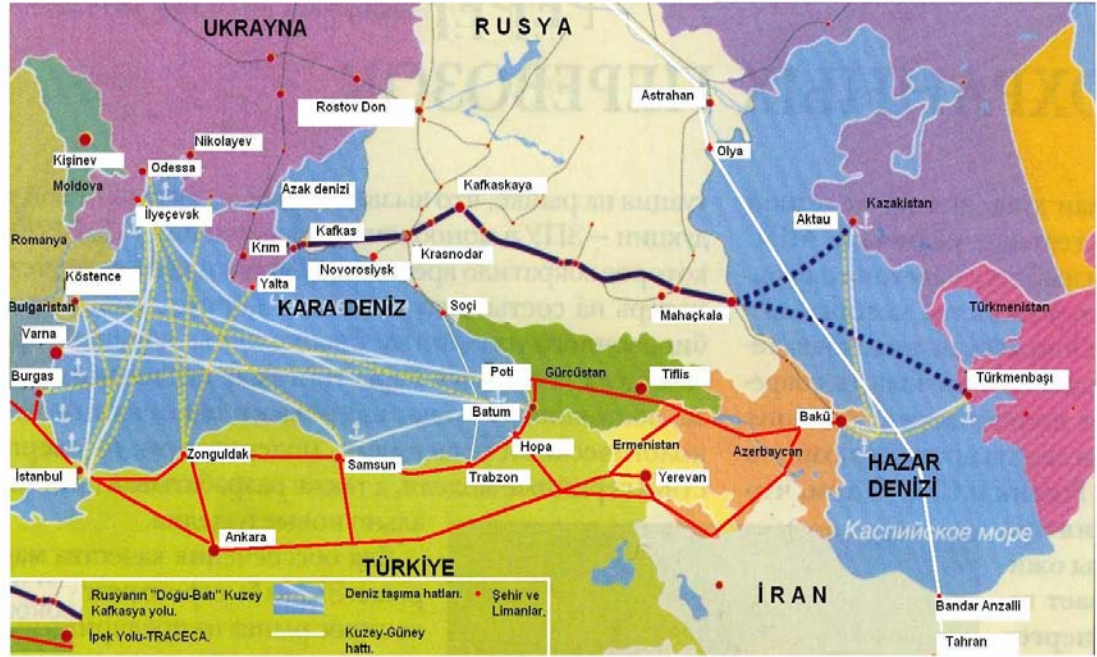 UKRAYNA
RUSYA
Rostov Don
Astrahan
Kişinev
Nikolayev
Odessa
Olya
Moldova
Azak denizi
Kafkaskaya
İlyeçevsk
Aktau
Kazakistan
Romanya
Krım
Kafkas
Krasnodar
Novorosiysk
Köstence
Yalta
KARA DENİZ
Soçi
Mahaçkala
Bulgaristan
Türkmenistan
Varna
Burgas
Poti
Gürcüstan
Tiflis
Türkmenbaşı
Batum
Bakü
Hopa
Ermenistan
Azerbaycan
İstanbul
Zonguldak
Samsun
Trabzon
Yerevan
HAZAR
DENİZİ
Каспийское море
Ankara
TÜRKİYE
İRAN
Bandar Anzalli
Tahran
Rusyanın "Doğu-Batı" Kuzey
Kafkasya yolu.
Deniz taşıma hatları.
Şehir ve
Limanlar.
İpek Yolu-TRACECA.
Kuzey-Güney
hattı.